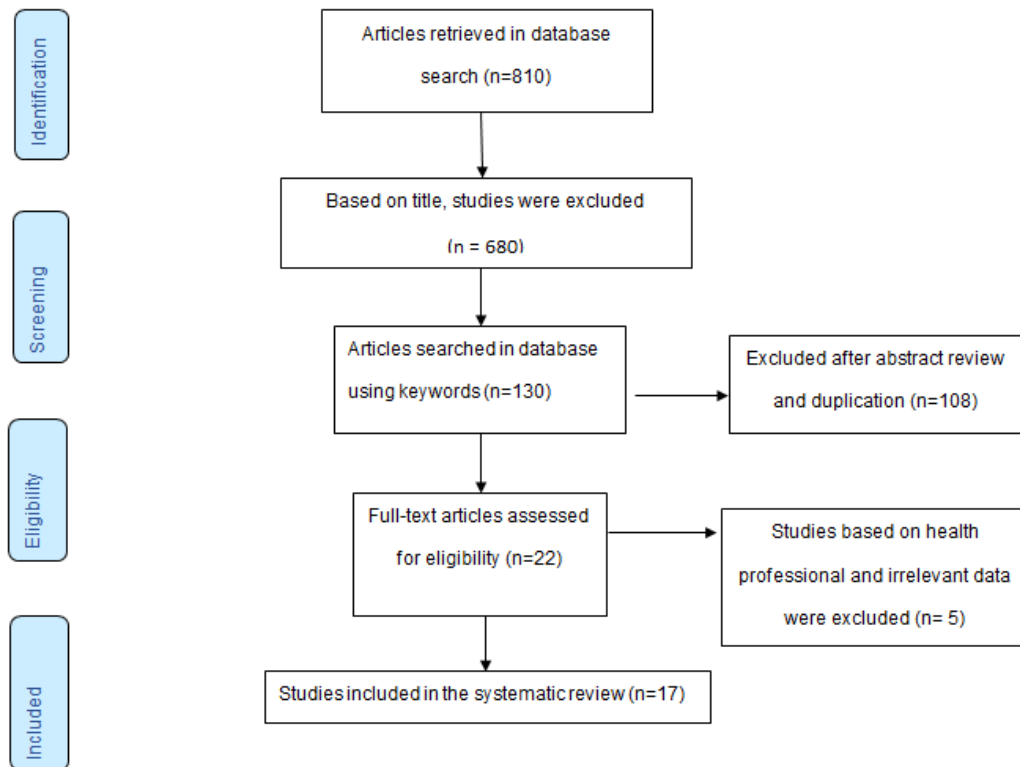 Identification
Articles retrieved in database
search (n=810)
Based on title, studies were excluded
(n = 680)
Screening
Articles searched in database
using keywords (n=130)
Excluded after abstract review
and duplication (n=108)
Eligibility
Full-text articles assessed
for eligibility (n=22)
Studies based on health
professional and irrelevant data
were excluded (n= 5)
Included
Studies included in the systematic review (n=17)